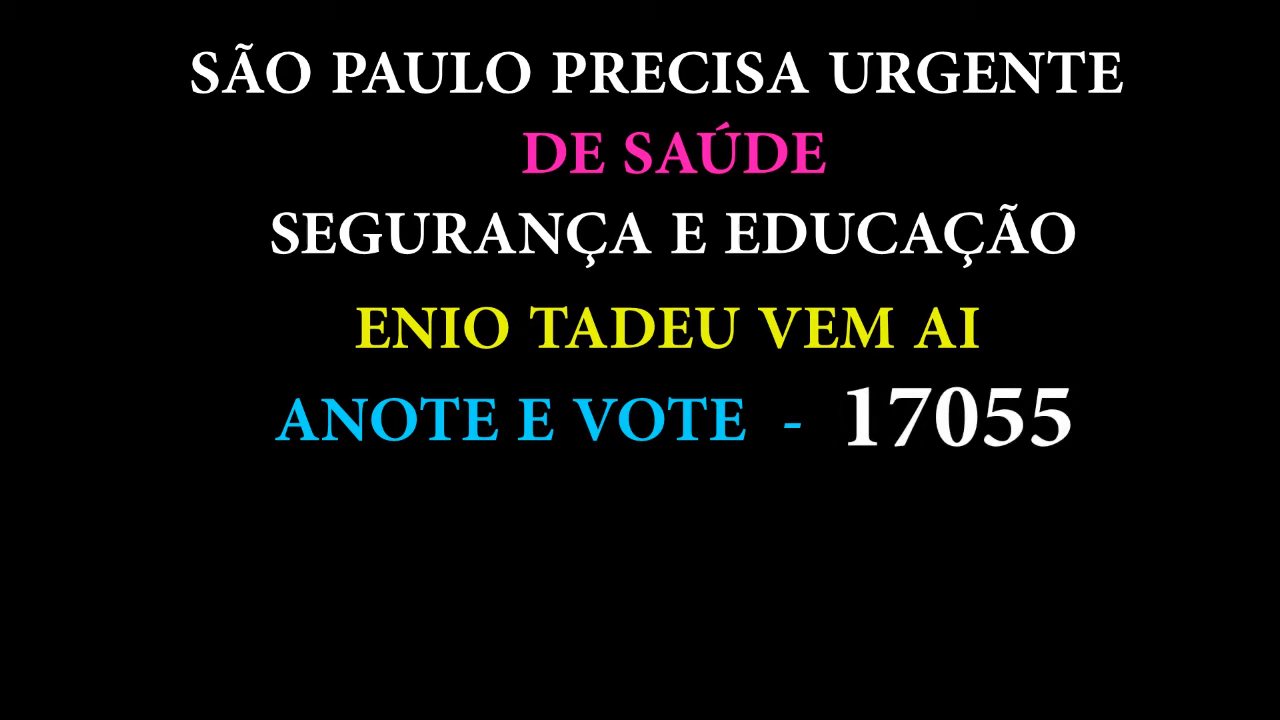 SÃO PAULO PRECISA URGENTE
DE SAÚDE
SEGURANÇA E EDUCAÇÃO
ENIO TADEU VEM AI
ANOTE E VOTE - 17055